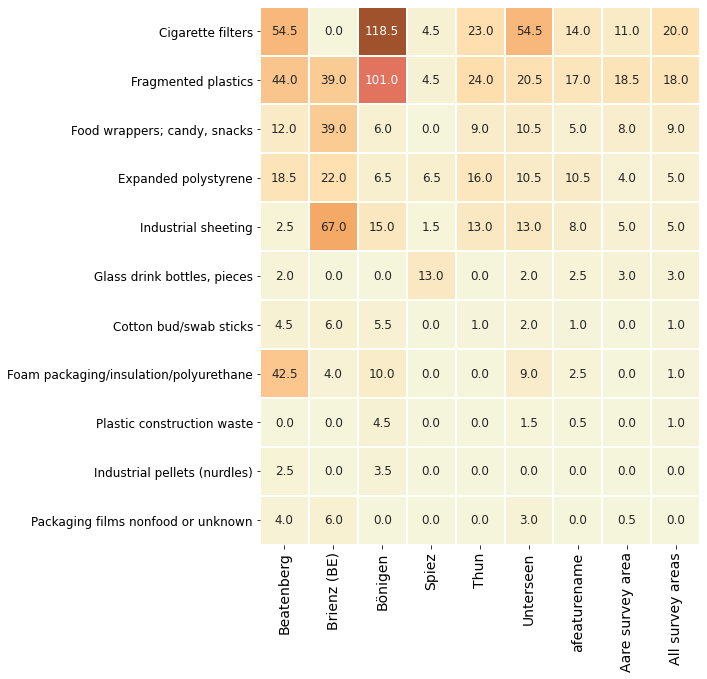 Cigarette filters 54.5 0.0 118.5 4.5 23.0 54.5 14.0 11.0 20.0
Fragmented plastics 44.0 39.0 101.0 4.5 24.0 20.5 17.0 18.5 18.0
Food wrappers; candy, snacks 12.0 39.0 6.0 0.0 9.0 10.5 5.0 8.0 9.0
Expanded polystyrene 18.5 22.0 6.5 6.5 16.0 10.5 10.5 4.0 5.0
Industrial sheeting 2.5 67.0 15.0 1.5 13.0 13.0 8.0 5.0 5.0
Glass drink bottles, pieces 2.0 0.0 0.0 13.0 0.0 2.0 2.5 3.0 3.0
Cotton bud/swab sticks 4.5 6.0 5.5 0.0 1.0 2.0 1.0 0.0 1.0
Foam packaging/insulation/polyurethane 42.5 4.0 10.0 0.0 0.0 9.0 2.5 0.0 1.0
Plastic construction waste 0.0 0.0 4.5 0.0 0.0 1.5 0.5 0.0 1.0
Industrial pellets (nurdles) 2.5 0.0 3.5 0.0 0.0 0.0 0.0 0.0 0.0
Packaging films nonfood or unknown 4.0 6.0 0.0 0.0 0.0 3.0 0.0 0.5 0.0
Beatenberg
Brienz (BE)
Bönigen
Spiez
Thun
Unterseen
afeaturename
Aare survey area
All survey areas